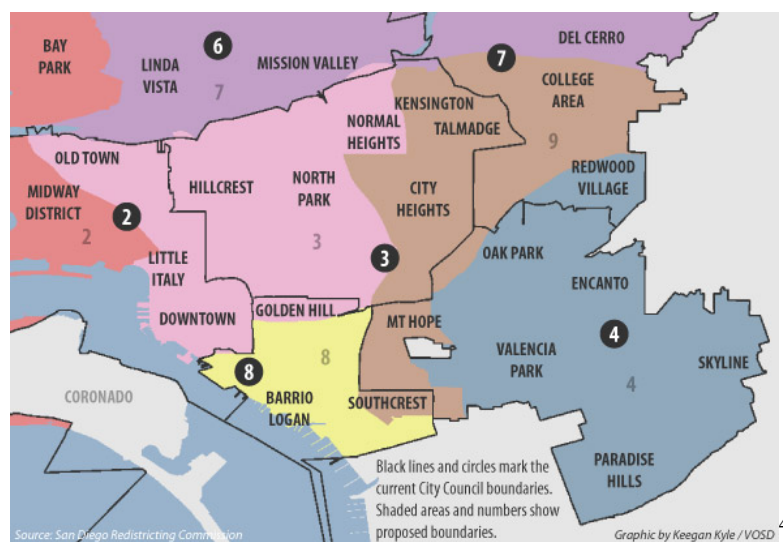 BAY
PARK
6
LINDA
VISTA
MISSION VALLEY
7
7
DEL CERRO
COLLEGE
AREA
KENSINGTON
TALMADGE
NORMAL
HEIGHTS
9
OLD TOWN
REDWOOD
VILLAGE
HILLCREST
NORTH
PARK
CITY
HEIGHTS
MIDWAY
DISTRICT
2
2
3
3
LITTLE
ITALY
OAK PARK
ENCANTO
DOWNTOWN
GOLDEN HILL
MT HOPE
4
8
8
VALENCIA
PARK
SKYLINE
4
CORONADO
BARRIO
LOGAN
SOUTHCREST
PARADISE
HILLS
Black lines and circles mark the
current City Council boundaries.
Shaded areas and numbers show
proposed boundaries.
Source: San Diego Redistricting Commission
Graphic by Keegan Kyle / VOSD
4